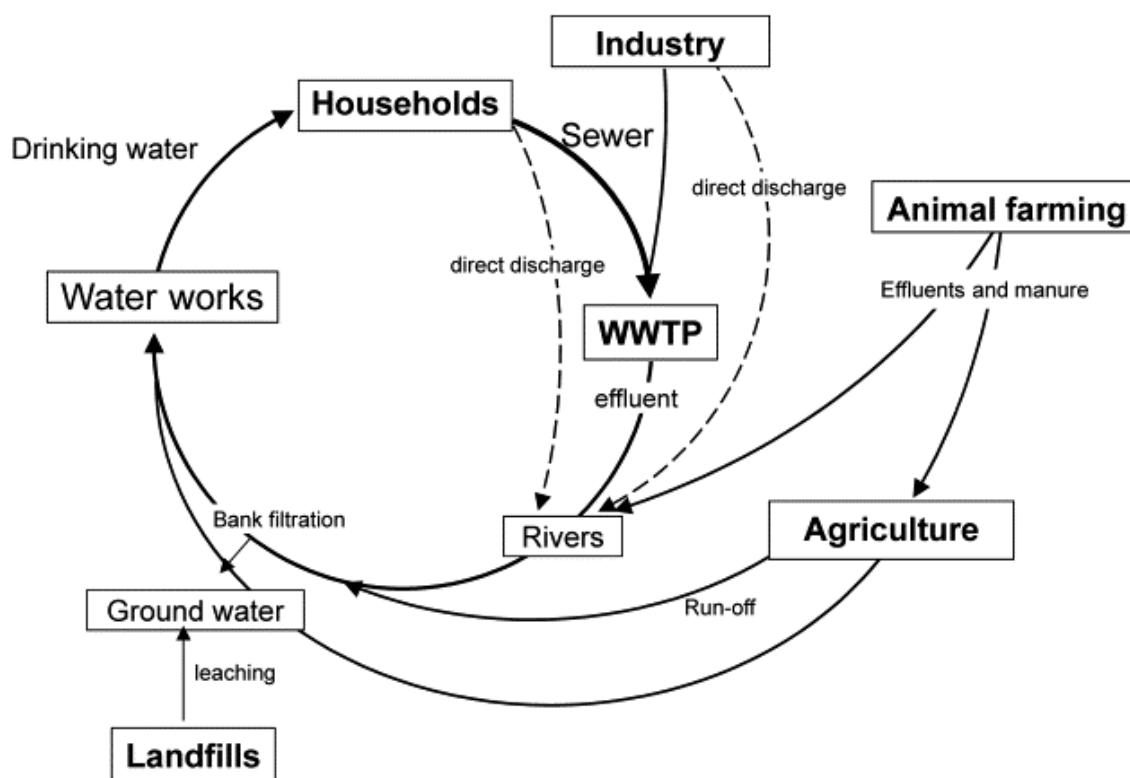 Industry
Households
Sewer
Drinking water
direct discharge
Animal farming
direct discharge
Water works
Effluents and manure
WWTP
effluent
Bank filtration
Rivers
Agriculture
Ground water
Run-off
leaching
Landfills